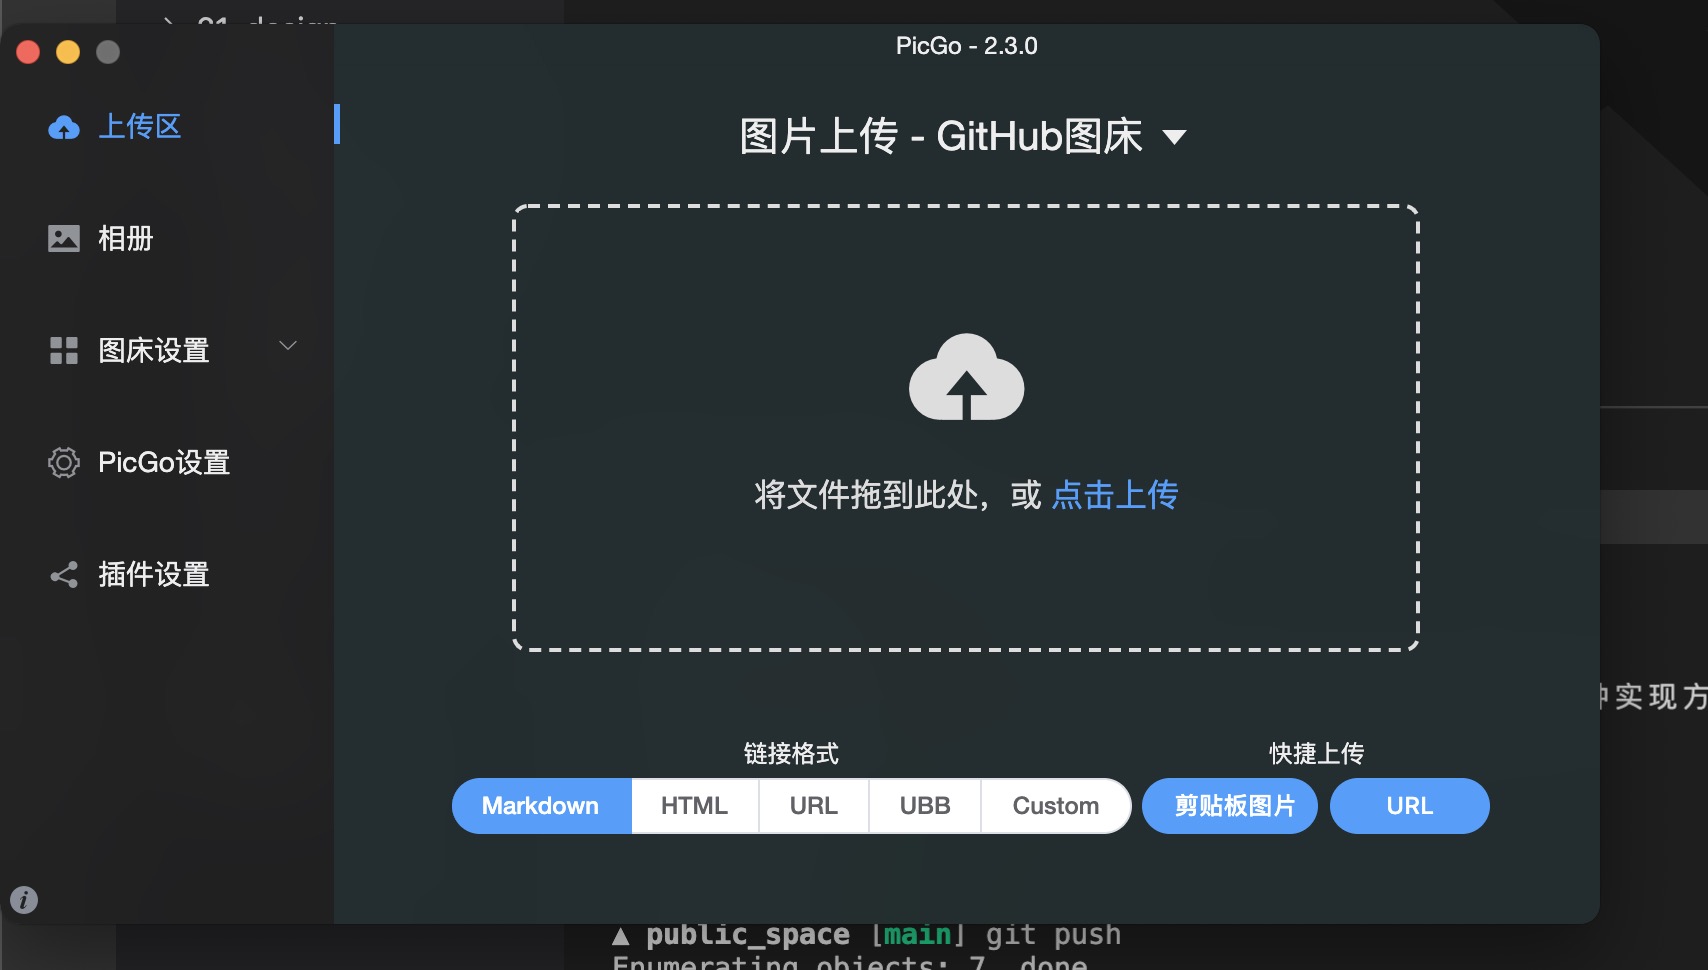 PicGo - 2.3.0
上传区
相册
图床设置
PicGo设置
插件设置
图片上传 - GitHub图床
将文件拖到此处，或 点击上传
链接格式
快捷上传
Markdown
HTML
URL
UBB
Custom
剪贴板图片
URL
实现方
▲ public_space [main] git push
Enumerating objects: 7, done